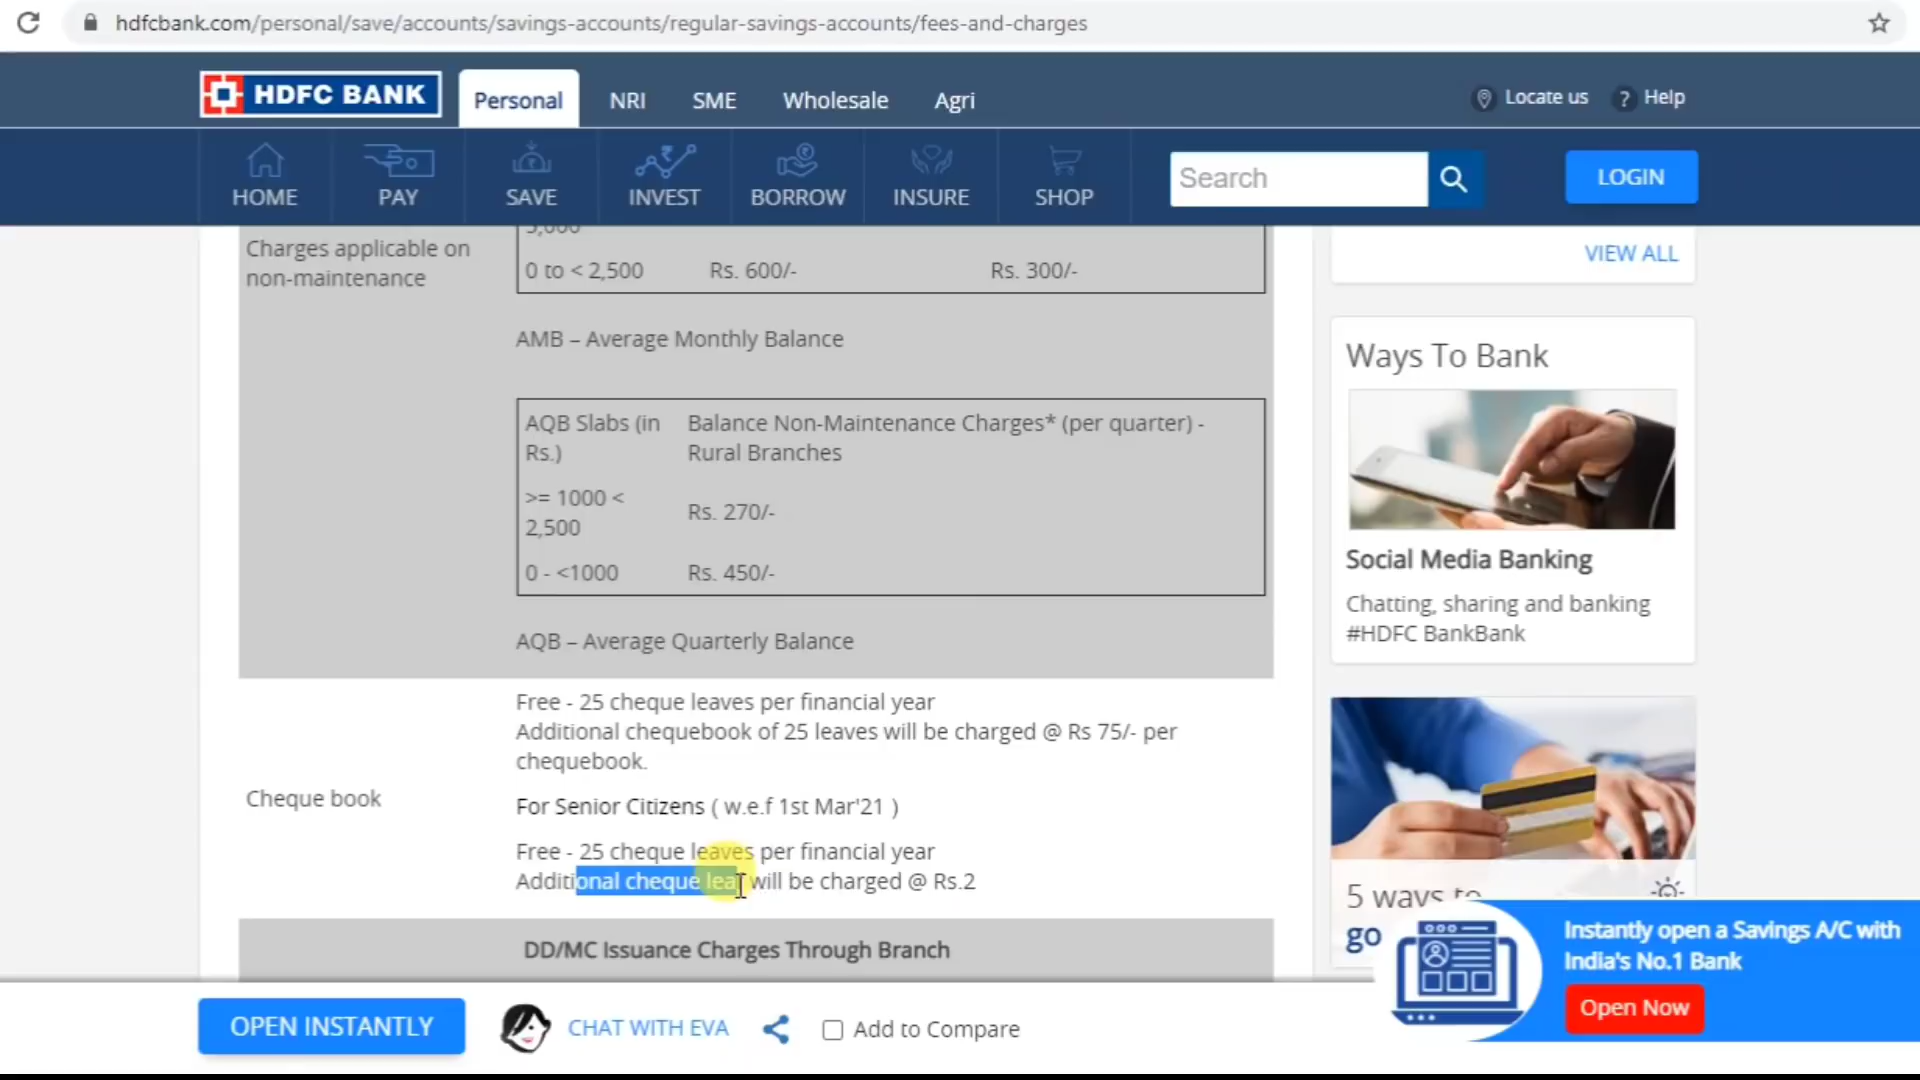 hdfcbank.com/personal/save/accounts/savings-accounts/regular-savings-accounts/fees-and-charges
HDFC BANK
Personal
NRI
SME
Wholesale
Agri
Locate us
? Help
HOME
PAY
SAVE
INVEST
BORROW
INSURE
SHOP
Search
LOGIN
Charges applicable on
non-maintenance
5,000
0 to < 2,500 Rs. 600/- Rs. 300/-
AMB – Average Monthly Balance
AQB Slabs (in
Rs.)
Balance Non-Maintenance Charges* (per quarter) -
Rural Branches
>= 1000 <
2,500
Rs. 270/-
0 - <1000 Rs. 450/-
AQB – Average Quarterly Balance
Cheque book
Free - 25 cheque leaves per financial year
Additional chequebook of 25 leaves will be charged @ Rs 75/- per
chequebook.
For Senior Citizens ( w.e.f 1st Mar'21 )
Free - 25 cheque leaves per financial year
Additional cheque leaf will be charged @ Rs.2
DD/MC Issuance Charges Through Branch
VIEW ALL
Ways To Bank
Social Media Banking
Chatting, sharing and banking
#HDFC BankBank
5 ways to
go
Instantly open a Savings A/C with
India's No.1 Bank
Open Now
OPEN INSTANTLY
CHAT WITH EVA
Add to Compare